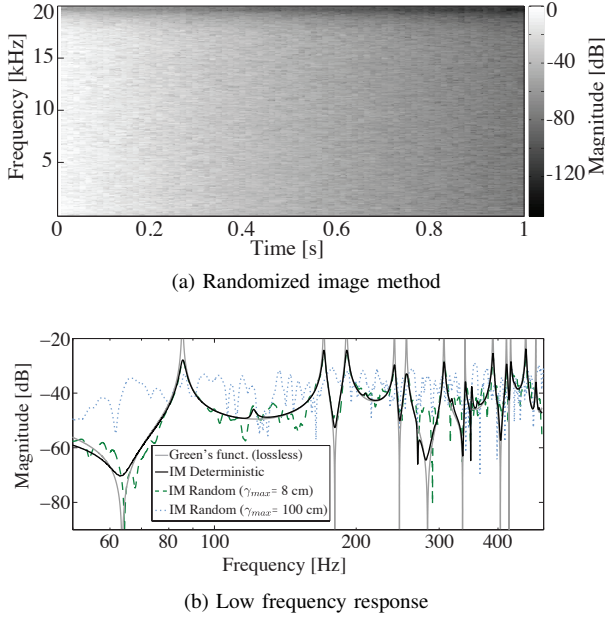 20
15
10
5
Frequency [kHz]
0
0.2
0.4
0.6
0.8
1
Time [s]
0
-40
-80
-120
Magnitude [dB]
(a) Randomized image method
−20
−40
−60
−80
Magnitude [dB]
Green's funct. (lossless)
IM Deterministic
IM Random (γmax= 8 cm)
IM Random (γmax= 100 cm)
60
100
200
300
400
Frequency [Hz]
(b) Low frequency response